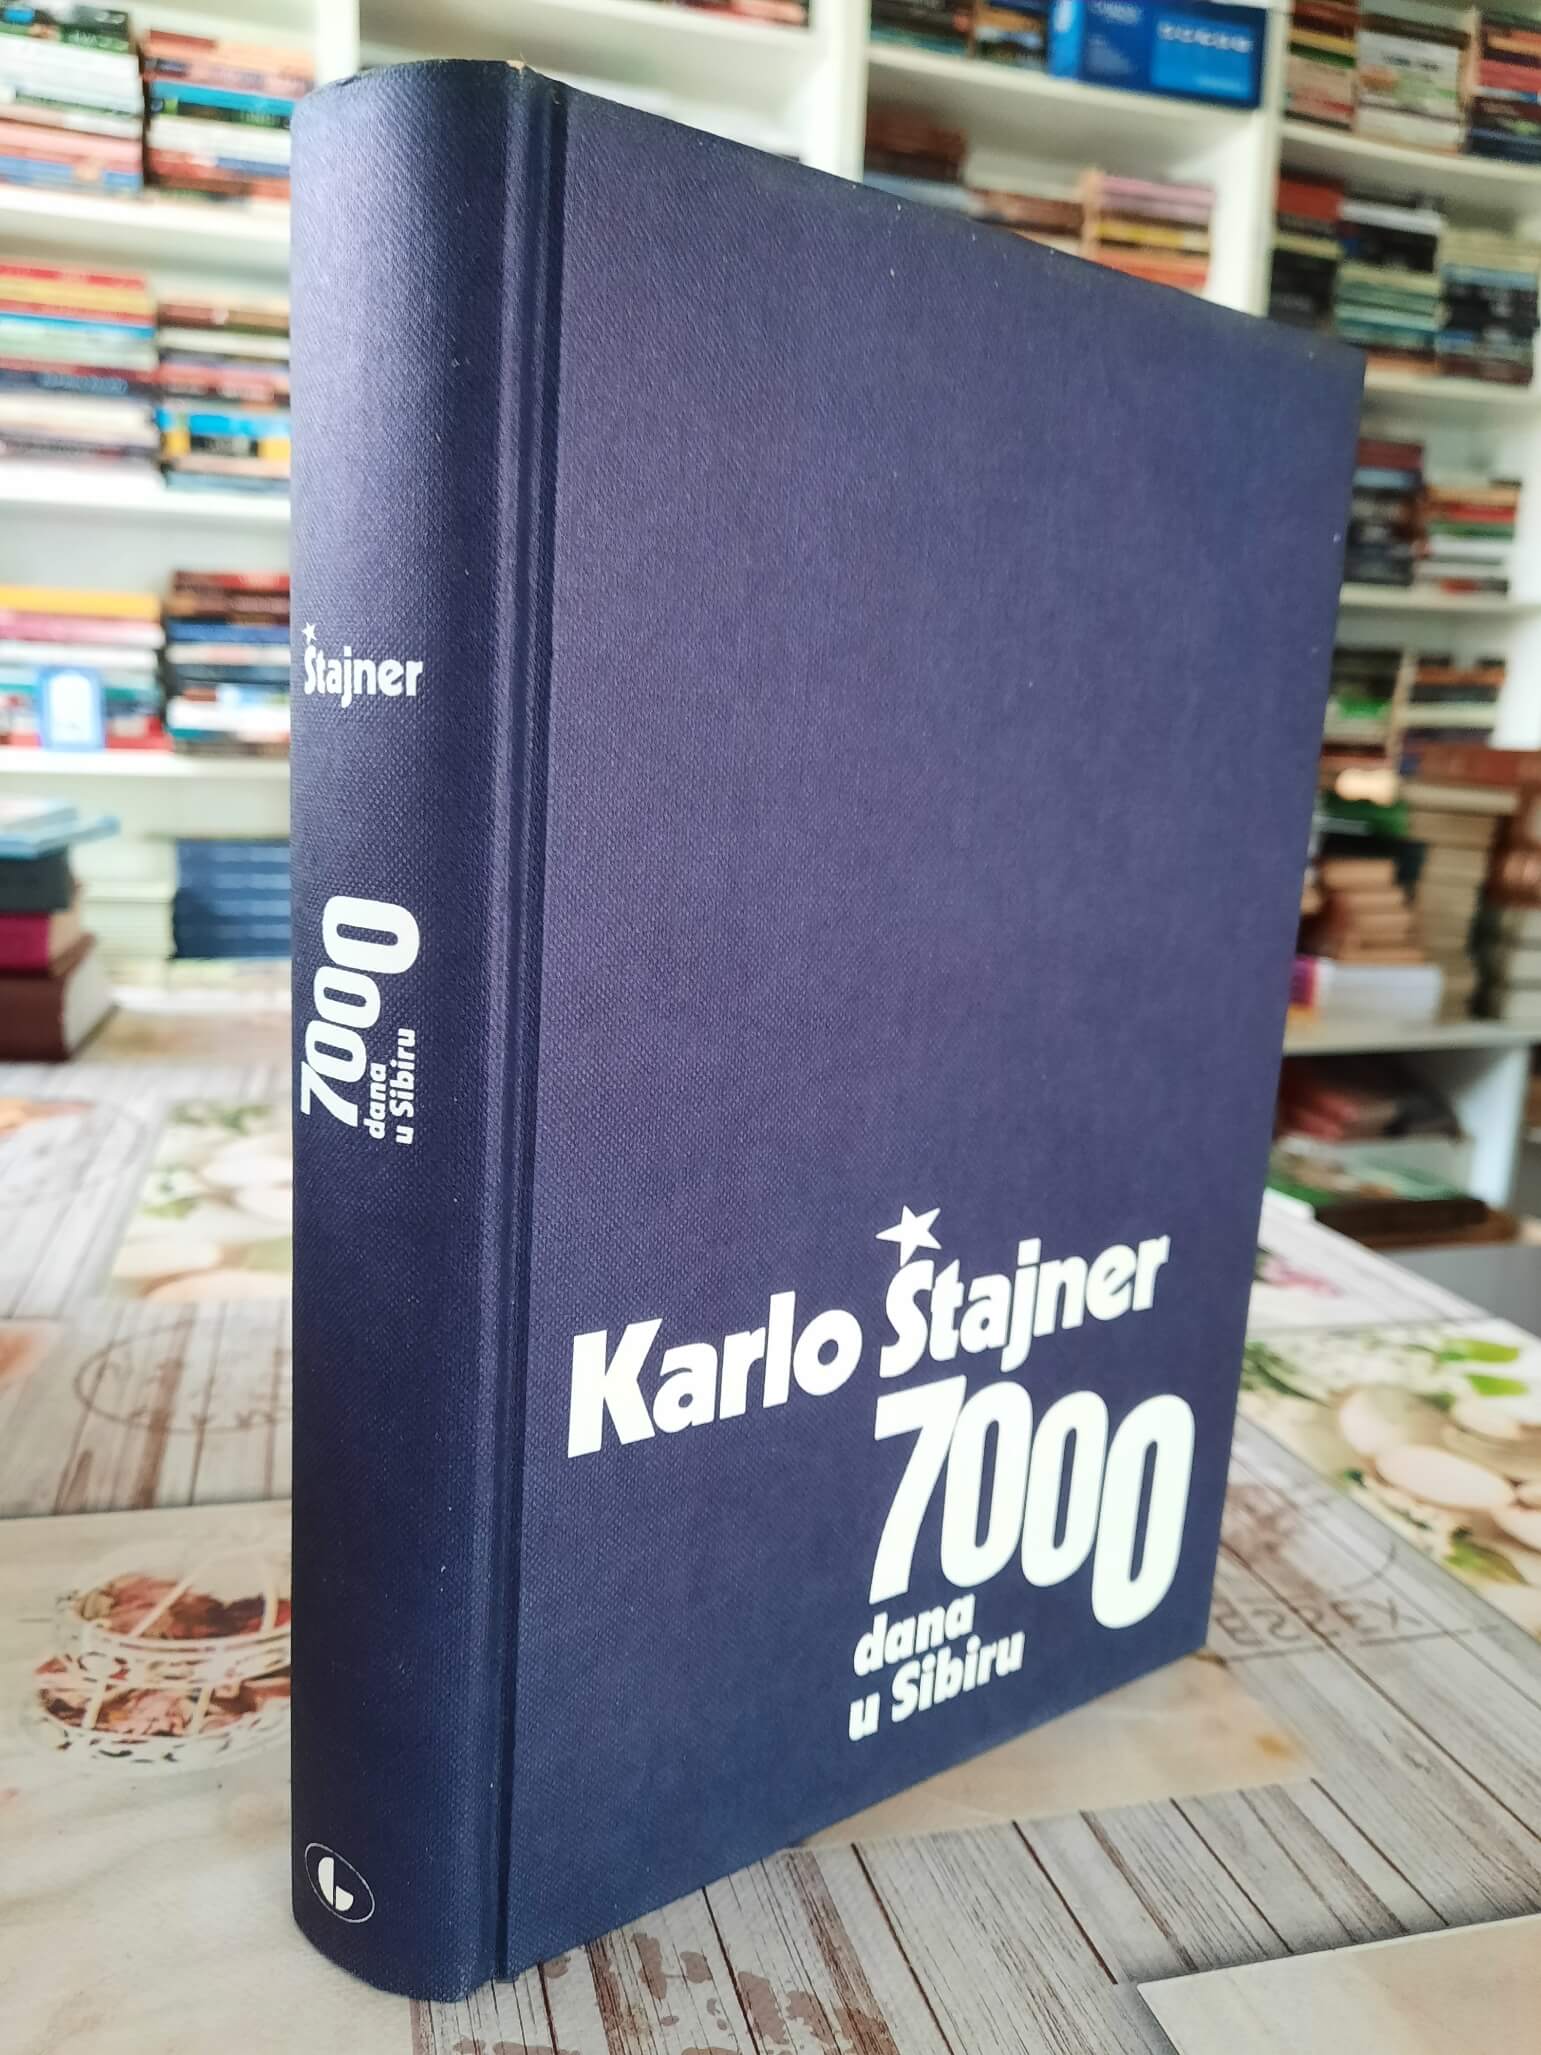 Štajner
7000
dana
u Sibiru
Karlo Štajner
7000
dana
u Sibiru